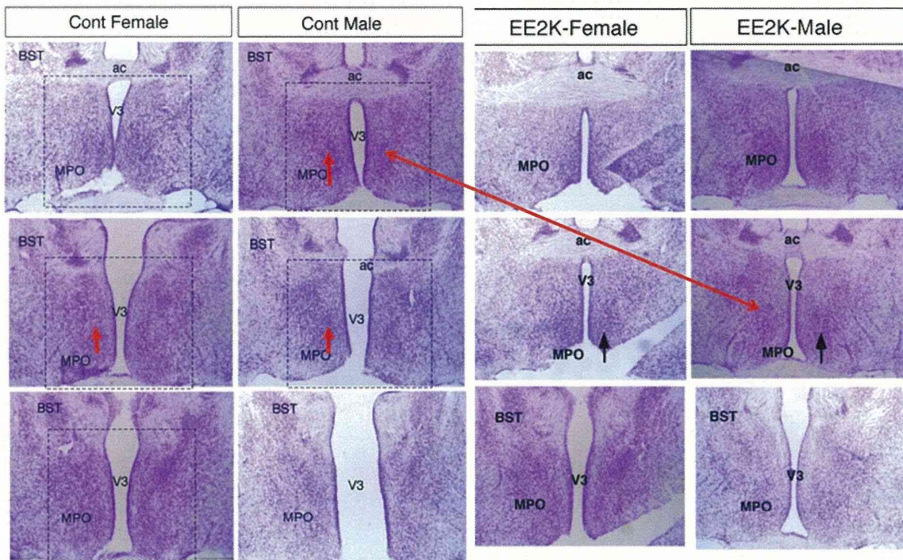 Cont Female
Cont Male
EE2K-Female
EE2K-Male
BST
ac
V3
MPO
BST
ac
V3
MPO
ac
MPO
ac
MPO
BST
V3
MPO
BST
ac
V3
MPO
ac
V3
MPO
ac
V3
MPO
BST
V3
MPO
BST
V3
MPO
BST
V3
MPO
BST
V3
MPO